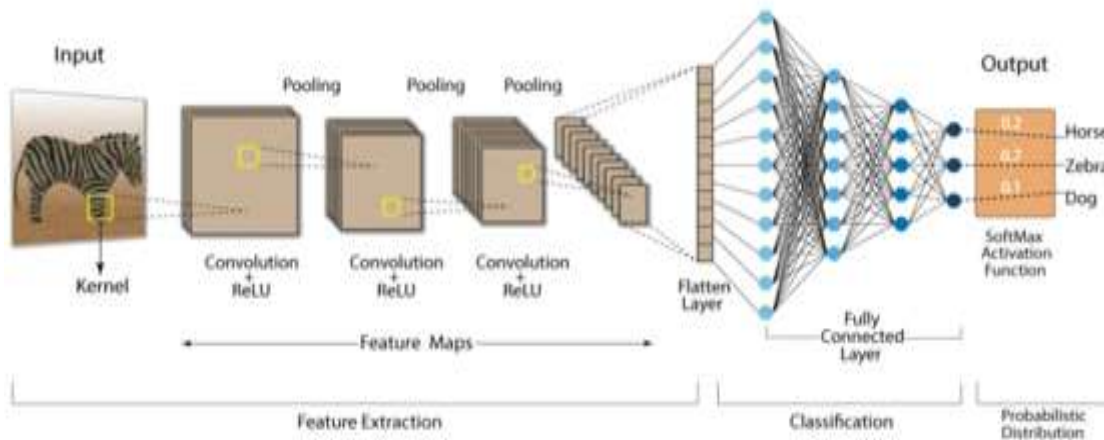 Input
Pooling
Pooling
Pooling
Output
0.2
0.7
0.1
Horse
Zebra
Dog
Kernel
Convolution
+
ReLU
Convolution
+
ReLU
Convolution
+
ReLU
Flatten
Layer
SoftMax
Activation
Function
Feature Maps
Fully
Connected
Layer
Feature Extraction
Classification
Probabilistic
Distribution